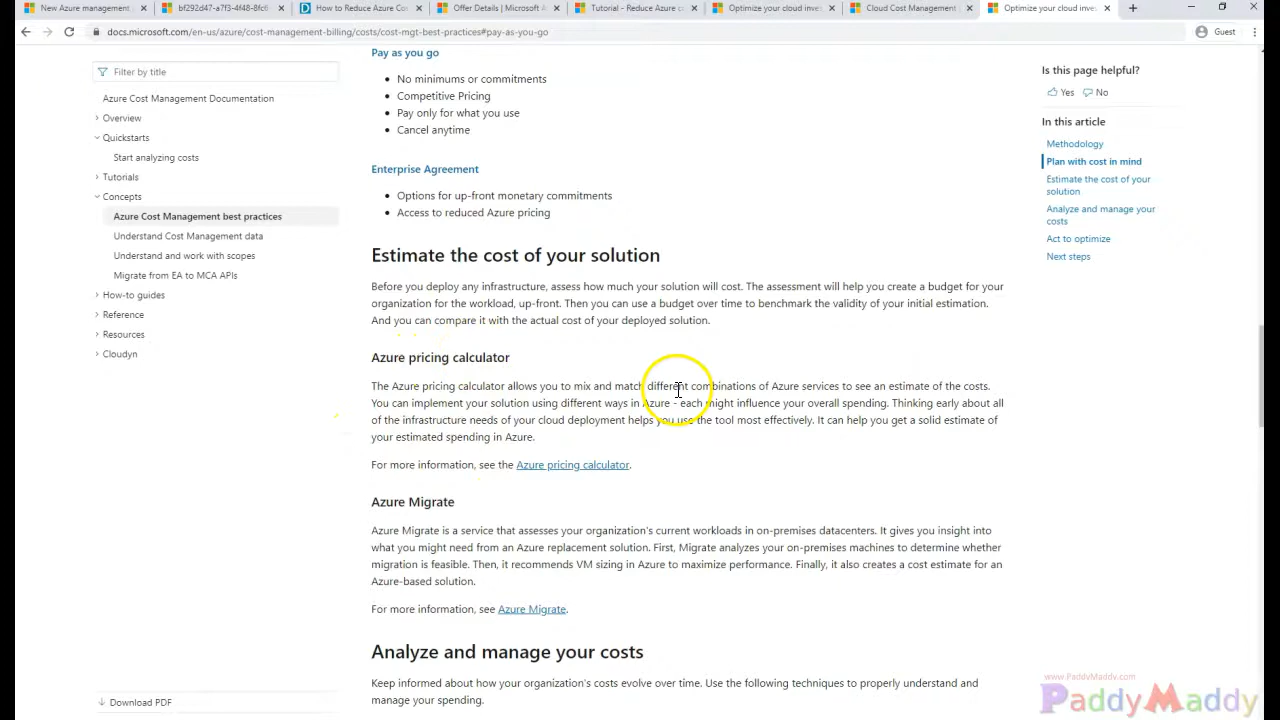 New Azure management
bf292d47-a7f3-4f48-8fc6
How to Reduce Azure Co
Offer Details | Microsoft A
Tutorial - Reduce Azure c
Optimize your cloud inves
Cloud Cost Management
Optimize your cloud inves
docs.microsoft.com/en-us/azure/cost-management-billing/costs/cost-mgt-best-practices#pay-as-you-go
Guest
Filter by title
Azure Cost Management Documentation
Overview
Quickstarts
Start analyzing costs
Tutorials
Concepts
Azure Cost Management best practices
Understand Cost Management data
Understand and work with scopes
Migrate from EA to MCA APIs
How-to guides
Reference
Resources
Cloudyn
Download PDF
Pay as you go
No minimums or commitments
Competitive Pricing
Pay only for what you use
Cancel anytime
Enterprise Agreement
Options for up-front monetary commitments
Access to reduced Azure pricing
Estimate the cost of your solution
Before you deploy any infrastructure, assess how much your solution will cost. The assessment will help you create a budget for your
organization for the workload, up-front. Then you can use a budget over time to benchmark the validity of your initial estimation.
And you can compare it with the actual cost of your deployed solution.
Azure pricing calculator
The Azure pricing calculator allows you to mix and match different combinations of Azure services to see an estimate of the costs.
You can implement your solution using different ways in Azure - each might influence your overall spending. Thinking early about all
of the infrastructure needs of your cloud deployment helps you use the tool most effectively. It can help you get a solid estimate of
your estimated spending in Azure.
For more information, see the Azure pricing calculator.
Azure Migrate
Azure Migrate is a service that assesses your organization's current workloads in on-premises datacenters. It gives you insight into
what you might need from an Azure replacement solution. First, Migrate analyzes your on-premises machines to determine whether
migration is feasible. Then, it recommends VM sizing in Azure to maximize performance. Finally, it also creates a cost estimate for an
Azure-based solution.
For more information, see Azure Migrate.
Analyze and manage your costs
Keep informed about how your organization's costs evolve over time. Use the following techniques to properly understand and
manage your spending.
Is this page helpful?
Yes No
In this article
Methodology
Plan with cost in mind
Estimate the cost of your
solution
Analyze and manage your
costs
Act to optimize
Next steps
www.PaddyMaddy.com
PaddyMaddy